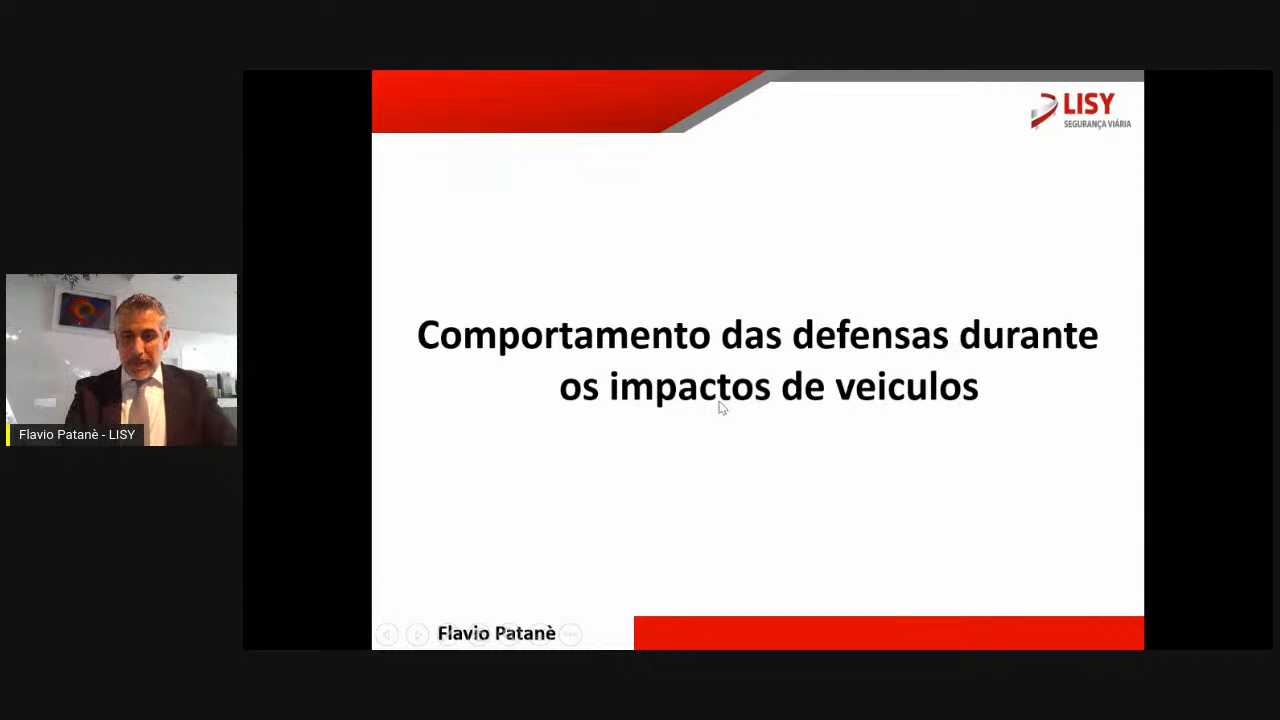 LISY
SEGURANÇA VIÁRIA
Comportamento das defensas durante
os impactos de veiculos
Flavio Patanè - LISY
Flavio Patanè